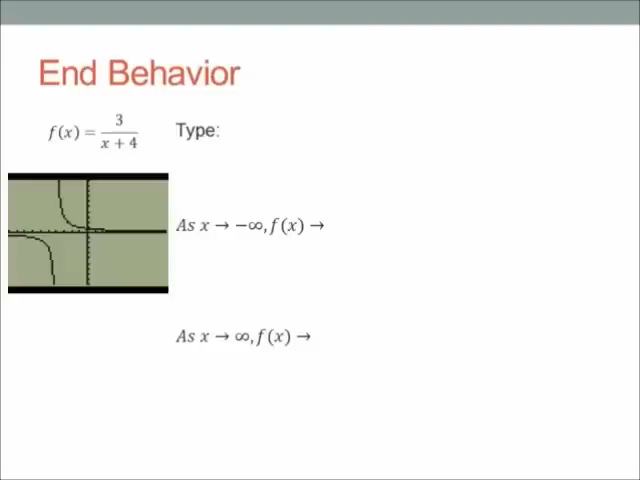 End Behavior
f(x) = 3/(x + 4)
Type:
As x → −∞, f(x) →
As x → ∞, f(x) →